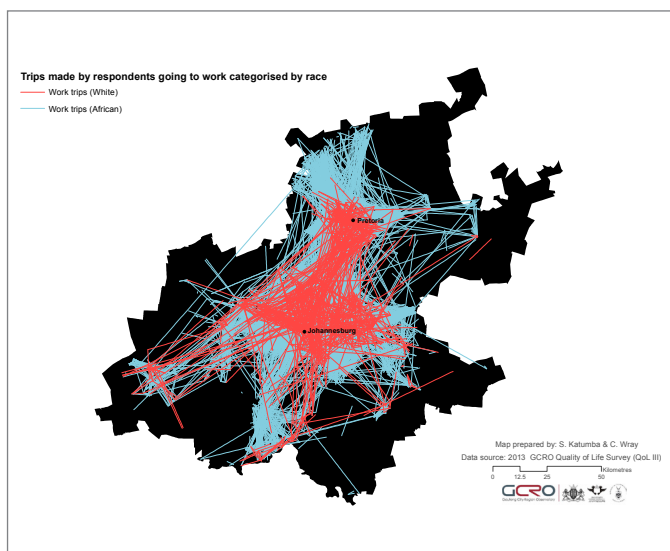 Trips made by respondents going to work categorised by race
Work trips (White)
Work trips (African)
Pretoria
Johannesburg
Map prepared by: S. Katumba & C. Wray
Data source: 2013 GCRO Quality of Life Survey (QoL III)
Kilometres
0 12.5 25 50
GCRO